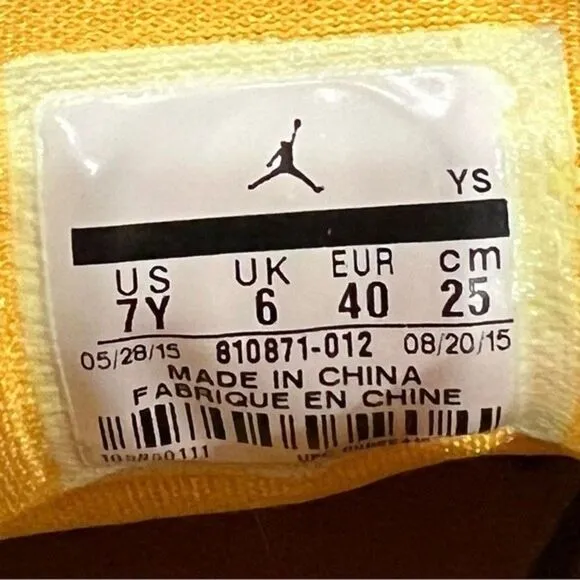 YS
US UK EUR cm
7Y 6 40 25
05/28/15 810871-012 08/20/15
MADE IN CHINA
FABRIQUE EN CHINE